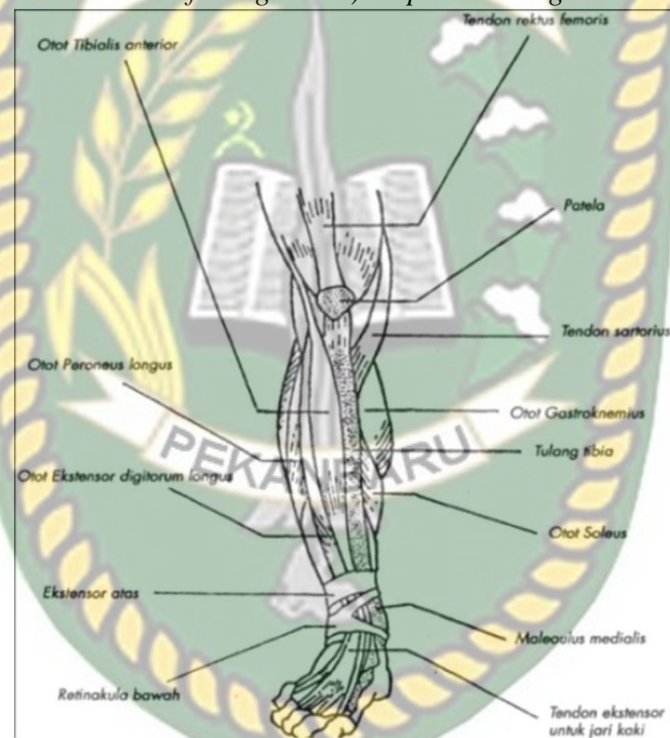 Tendon rektus femoris
Otot Tibialis anterior
Patela
Tendon sartorius
Otot Peroneus longus
Otot Gastroknemius
PEKANBARU
Tulang tibia
Otot Ekstensor digitorum longus
Otot Soleus
Ekstensor atas
Maleoulus medialis
Retinakula bawah
Tendon ekstensor
untuk jari kaki